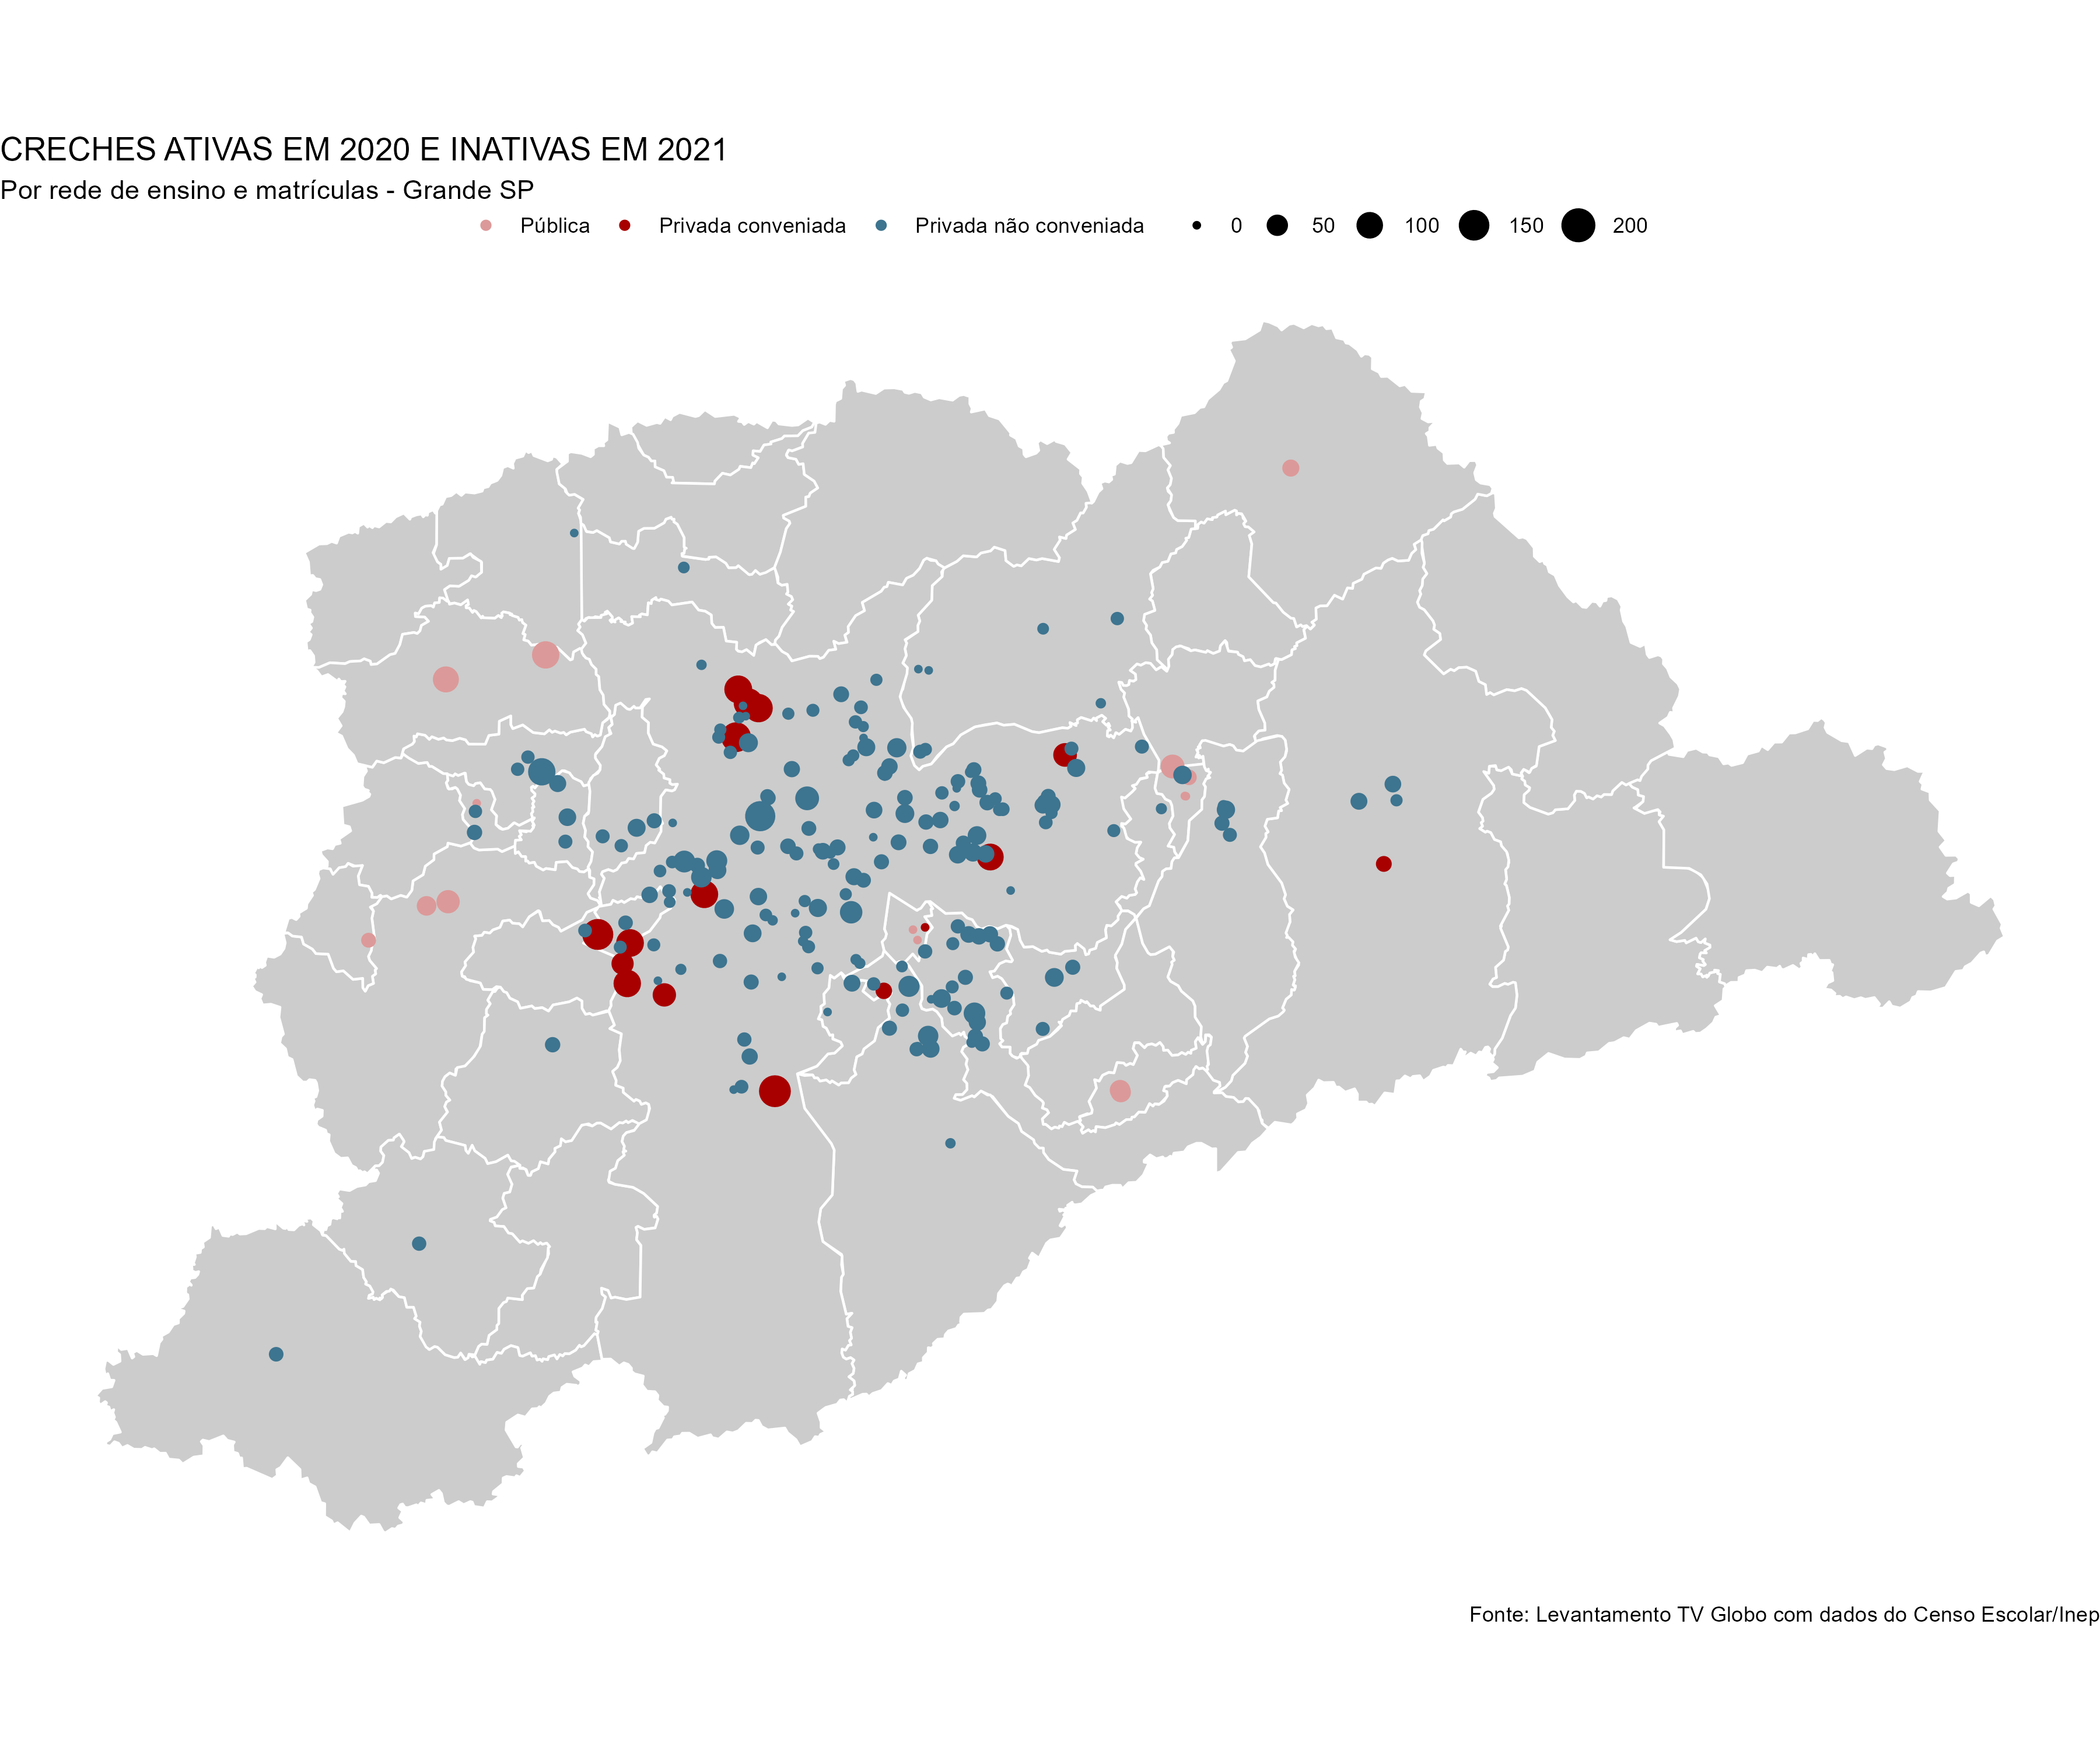 CRECHES ATIVAS EM 2020 E INATIVAS EM 2021
Por rede de ensino e matrículas - Grande SP
Pública Privada conveniada Privada não conveniada 0 50 100 150 200
Fonte: Levantamento TV Globo com dados do Censo Escolar/Inep